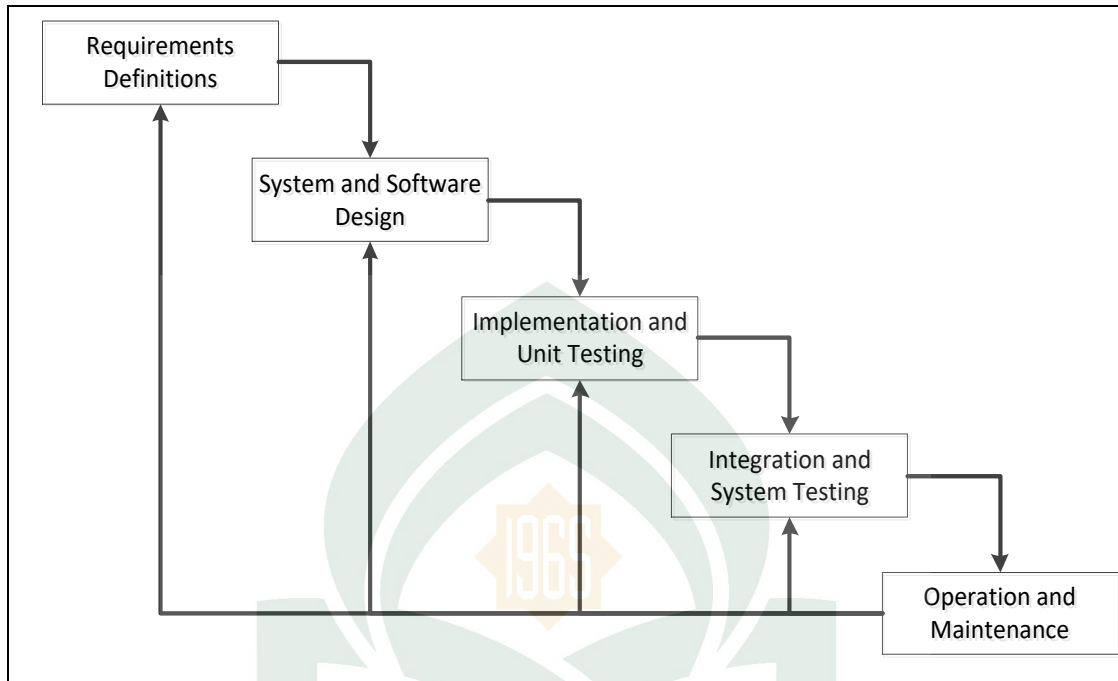 Requirements
Definitions
System and Software
Design
Implementation and
Unit Testing
Integration and
System Testing
1965
Operation and
Maintenance